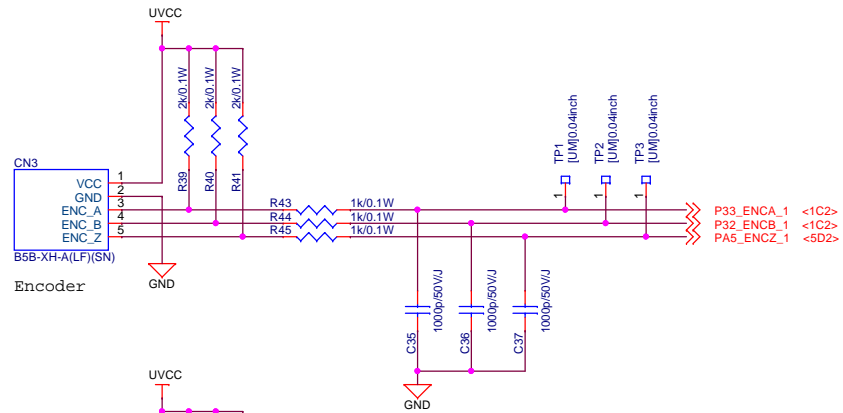 UVCC
2k/0.1W
2k/0.1W
2k/0.1W
R39
R40
R41
CN3
VCC 1
GND 2
ENC_A 3
ENC_B 4
ENC_Z 5
B5B-XH-A(LF)(SN)
Encoder
GND
R43 1k/0.1W
R44 1k/0.1W
R45 1k/0.1W
TP1 [UM]0.04inch 1
TP2 [UM]0.04inch 1
TP3 [UM]0.04inch 1
P33_ENCA_1 <1C2>
P32_ENCB_1 <1C2>
PA5_ENCZ_1 <5D2>
C35 1000p/50V/J
C36 1000p/50V/J
C37 1000p/50V/J
GND
UVCC